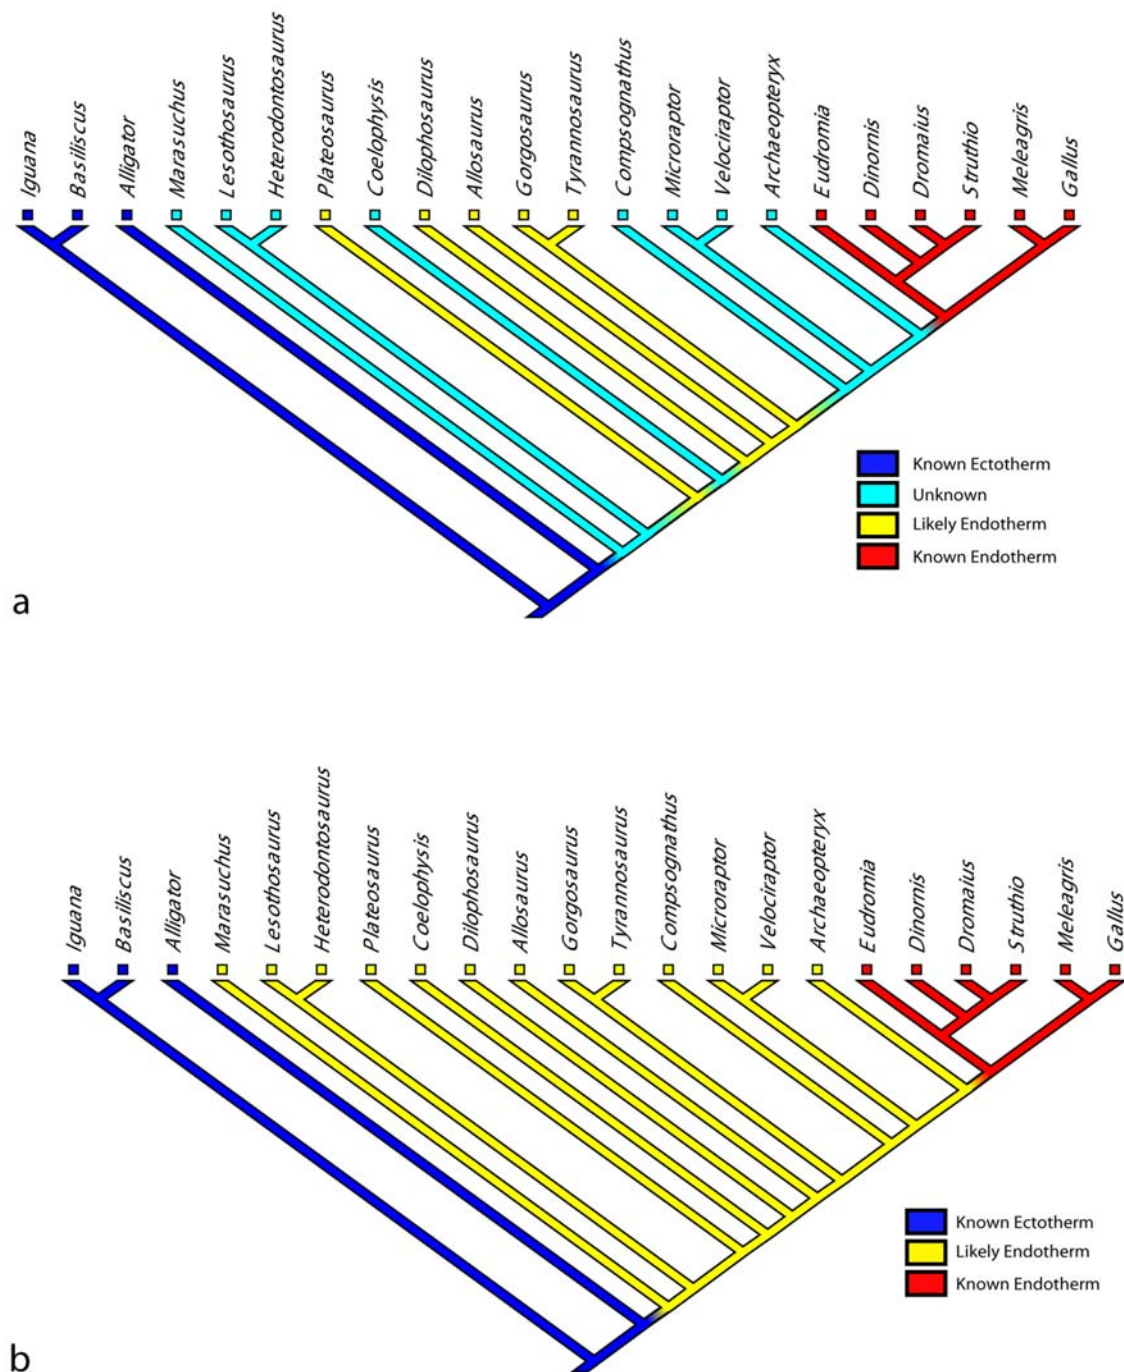 Iguana
Basiliscus
Alligator
Marasuchus
Lesothosaurus
Heterodontosaurus
Plateosaurus
Coelophysis
Dilophosaurus
Allosaurus
Gorgosaurus
Tyrannosaurus
Compsognathus
Microraptor
Velociraptor
Archaeopteryx
Eudromia
Dinornis
Dromaius
Struthio
Meleagris
Gallus
Known Ectotherm
Unknown
Likely Endotherm
Known Endotherm
a
Iguana
Basiliscus
Alligator
Marasuchus
Lesothosaurus
Heterodontosaurus
Plateosaurus
Coelophysis
Dilophosaurus
Allosaurus
Gorgosaurus
Tyrannosaurus
Compsognathus
Microraptor
Velociraptor
Archaeopteryx
Eudromia
Dinornis
Dromaius
Struthio
Meleagris
Gallus
Known Ectotherm
Likely Endotherm
Known Endotherm
b